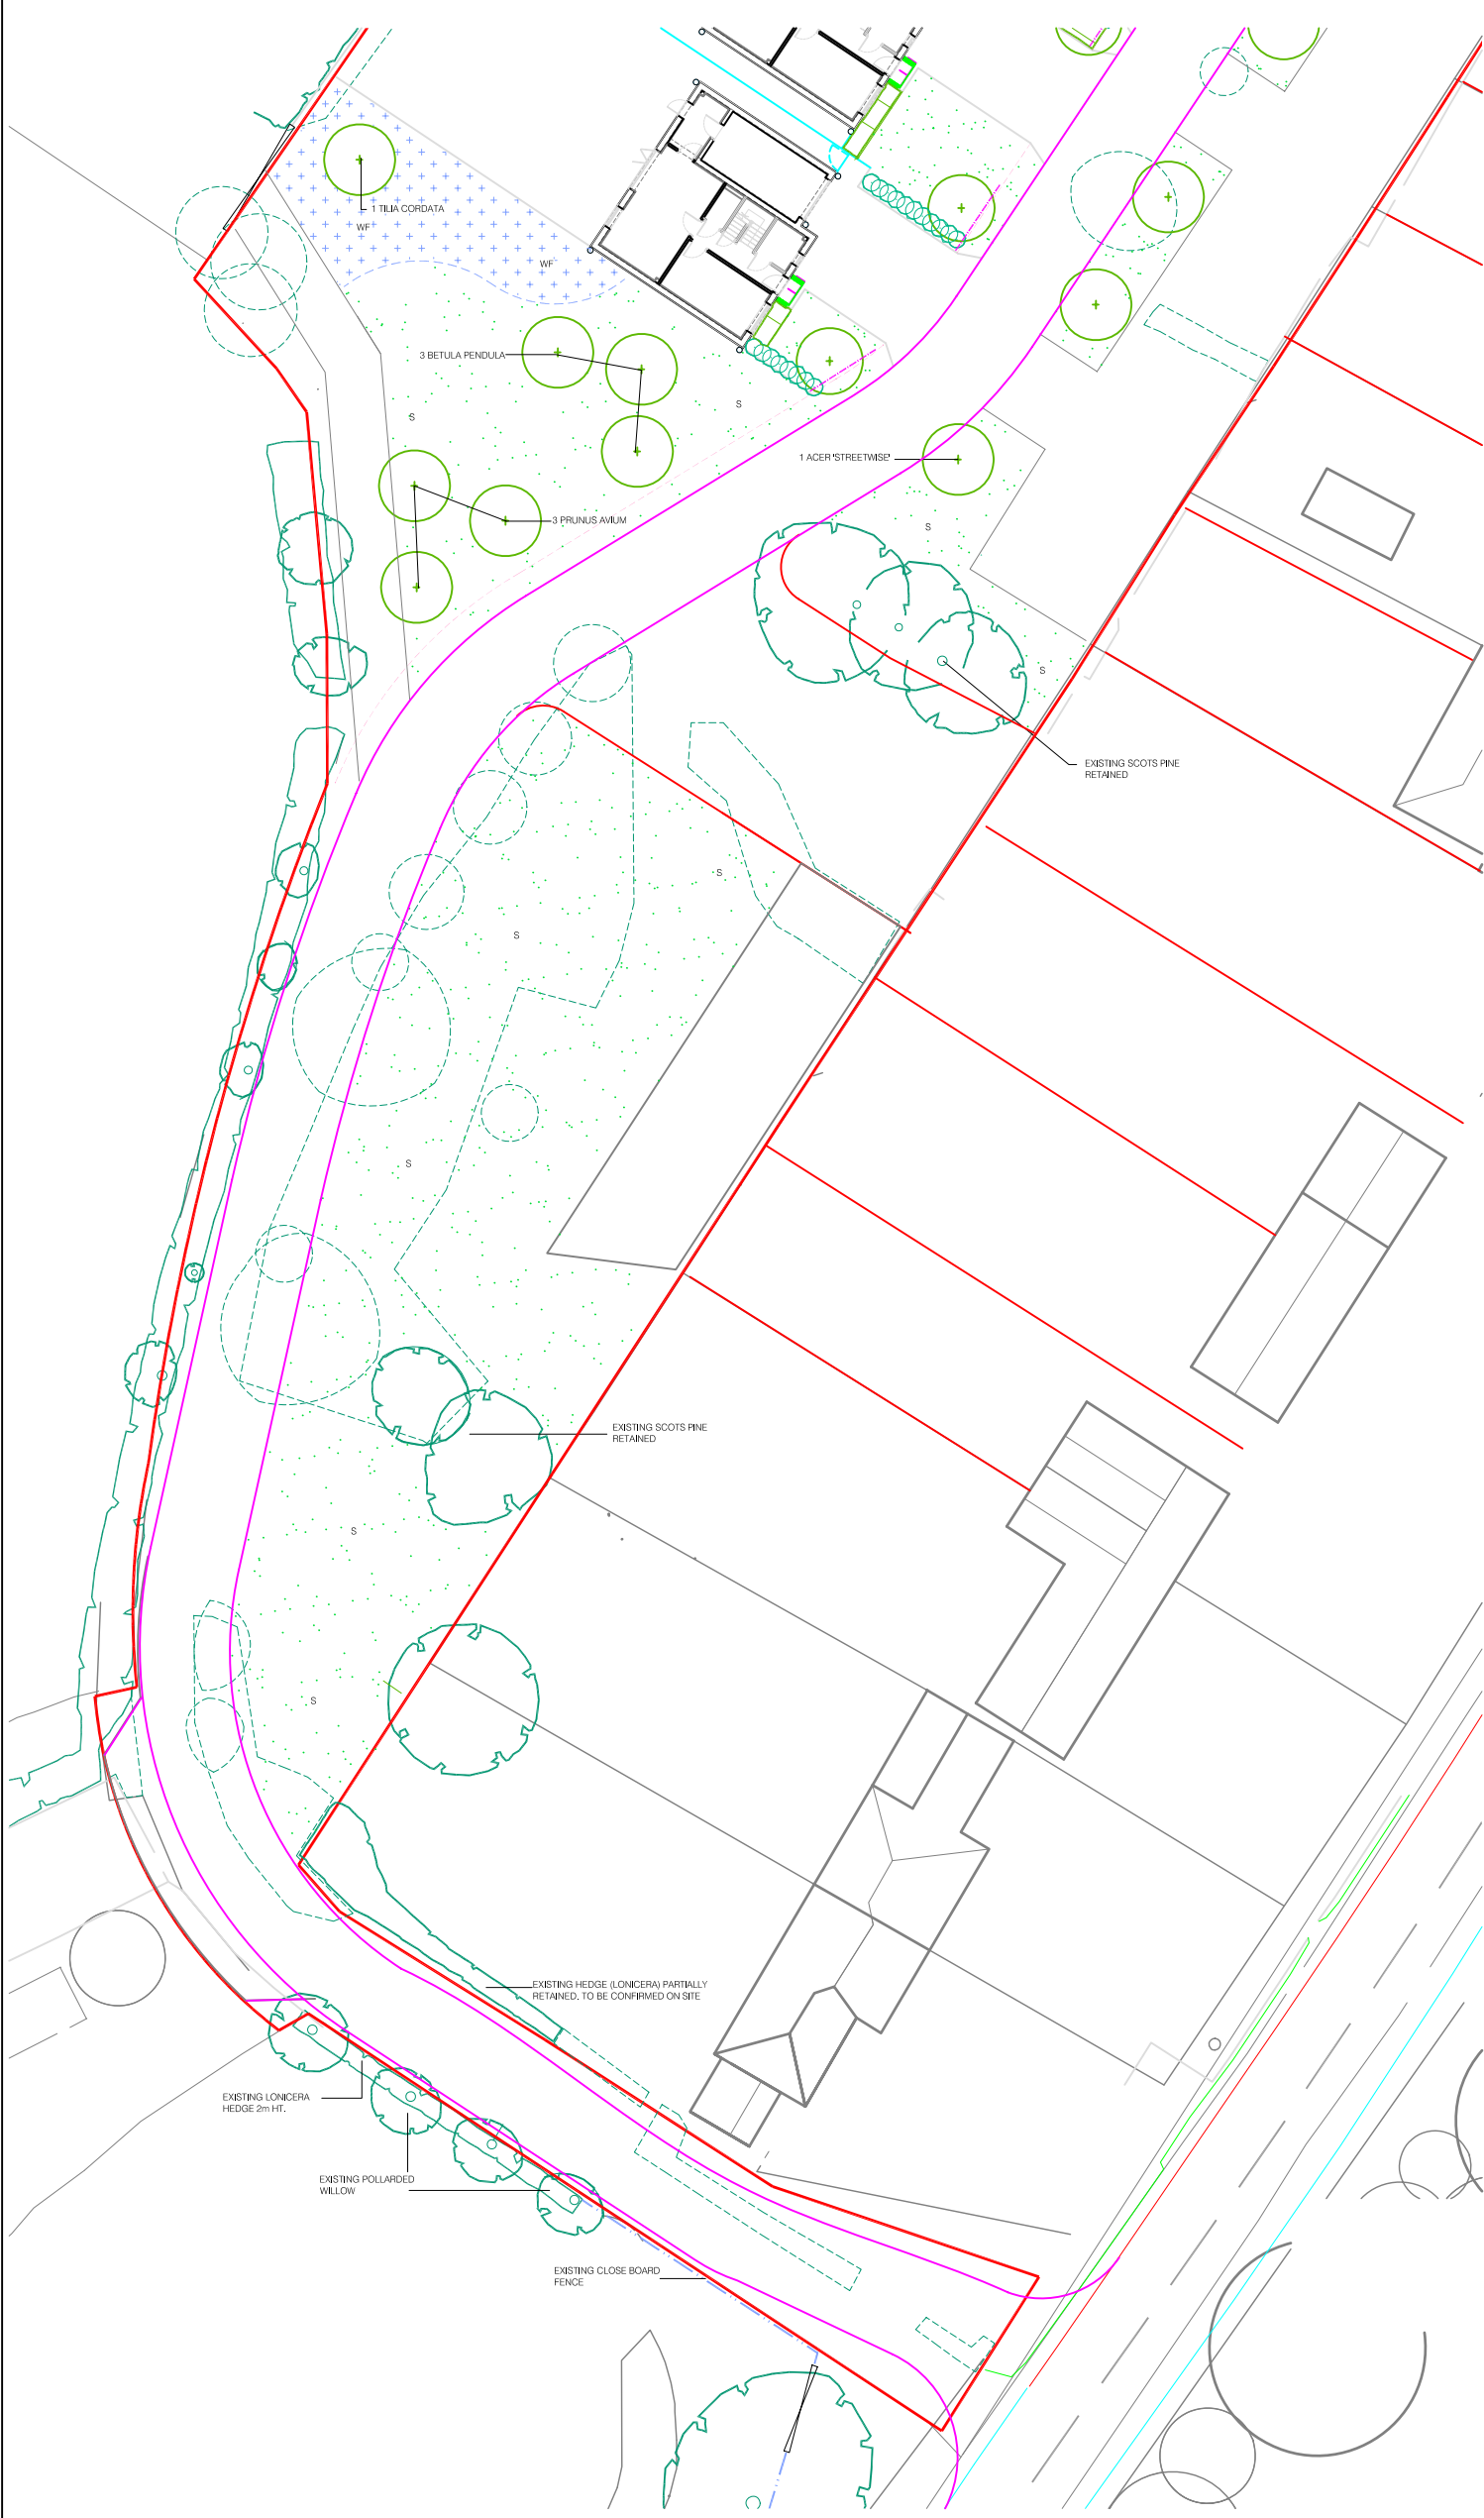 1 TILIA CORDATA
WF
WF
3 BETULA PENDULA
S
S
1 ACER 'STREETWISE'
3 PRUNUS AVIUM
S
S
EXISTING SCOTS PINE
RETAINED
S
S
S
EXISTING SCOTS PINE
RETAINED
S
S
EXISTING HEDGE (LONICERA) PARTIALLY
RETAINED. TO BE CONFIRMED ON SITE
EXISTING LONICERA
HEDGE 2m HT.
EXISTING POLLARDED
WILLOW
EXISTING CLOSE BOARD
FENCE